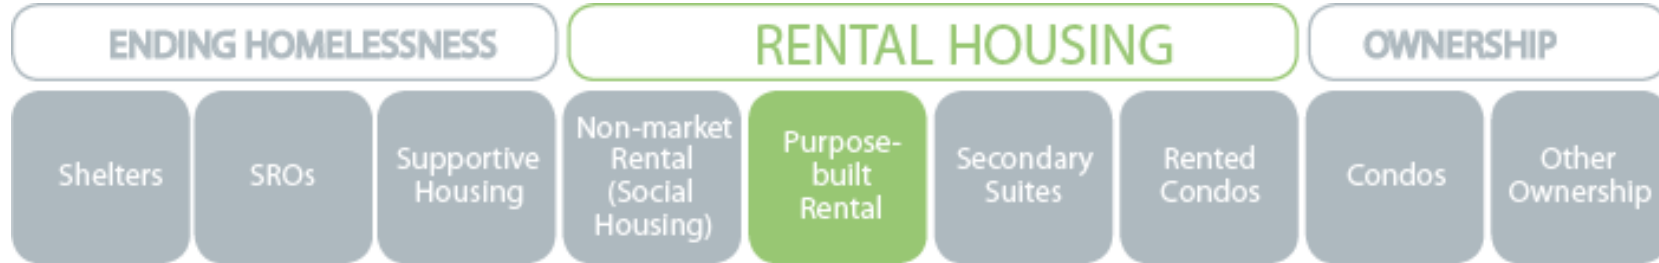 ENDING HOMELESSNESS
RENTAL HOUSING
OWNERSHIP
Shelters
SROs
Supportive
Housing
Non-market
Rental
(Social
Housing)
Purpose-
built
Rental
Secondary
Suites
Rented
Condos
Condos
Other
Ownership